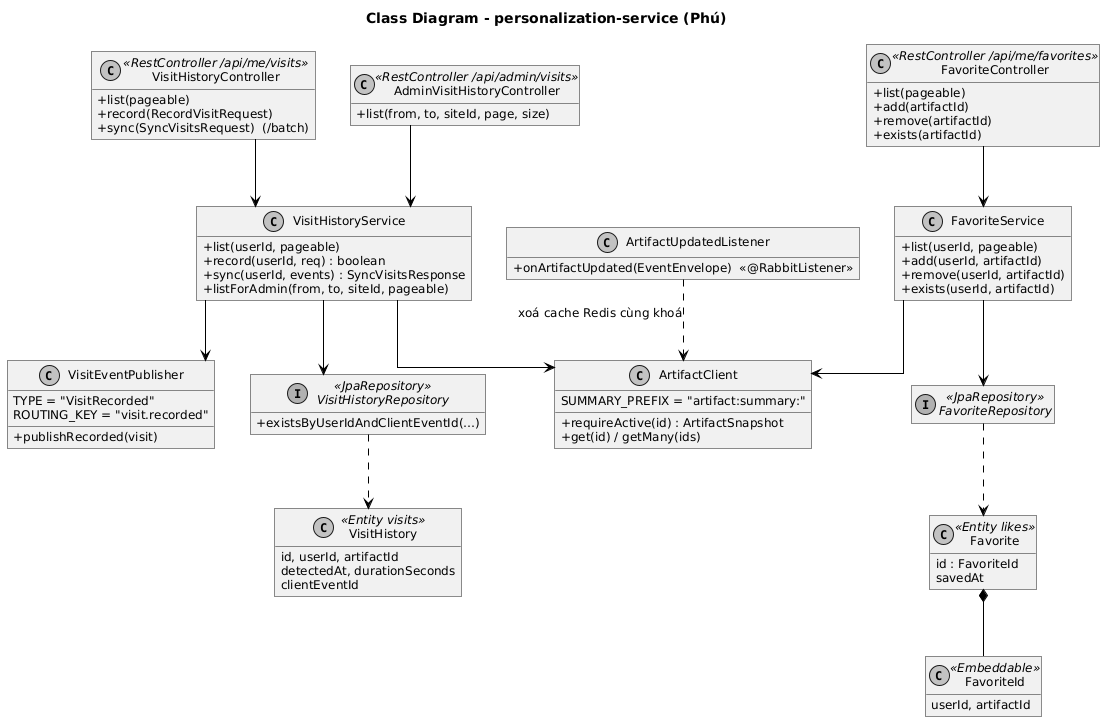 Class Diagram - personalization-service (Phú)
C «RestController /api/me/visits»
VisitHistoryController
+list(pageable)
+record(RecordVisitRequest)
+sync(SyncVisitsRequest)  (/batch)
C «RestController /api/admin/visits»
AdminVisitHistoryController
+list(from, to, siteId, page, size)
C «RestController /api/me/favorites»
FavoriteController
+list(pageable)
+add(artifactId)
+remove(artifactId)
+exists(artifactId)
C VisitHistoryService
+list(userId, pageable)
+record(userId, req) : boolean
+sync(userId, events) : SyncVisitsResponse
+listForAdmin(from, to, siteId, pageable)
C ArtifactUpdatedListener
+onArtifactUpdated(EventEnvelope)  «@RabbitListener»
C FavoriteService
+list(userId, pageable)
+add(userId, artifactId)
+remove(userId, artifactId)
+exists(userId, artifactId)
xoá cache Redis cùng khoá
C VisitEventPublisher
TYPE = "VisitRecorded"
ROUTING_KEY = "visit.recorded"
+publishRecorded(visit)
I «JpaRepository»
VisitHistoryRepository
+existsByUserIdAndClientEventId(...)
C ArtifactClient
SUMMARY_PREFIX = "artifact:summary:"
+requireActive(id) : ArtifactSnapshot
+get(id) / getMany(ids)
I «JpaRepository»
FavoriteRepository
C «Entity visits»
VisitHistory
id, userId, artifactId
detectedAt, durationSeconds
clientEventId
C «Entity likes»
Favorite
id : FavoriteId
savedAt
C «Embeddable»
FavoriteId
userId, artifactId